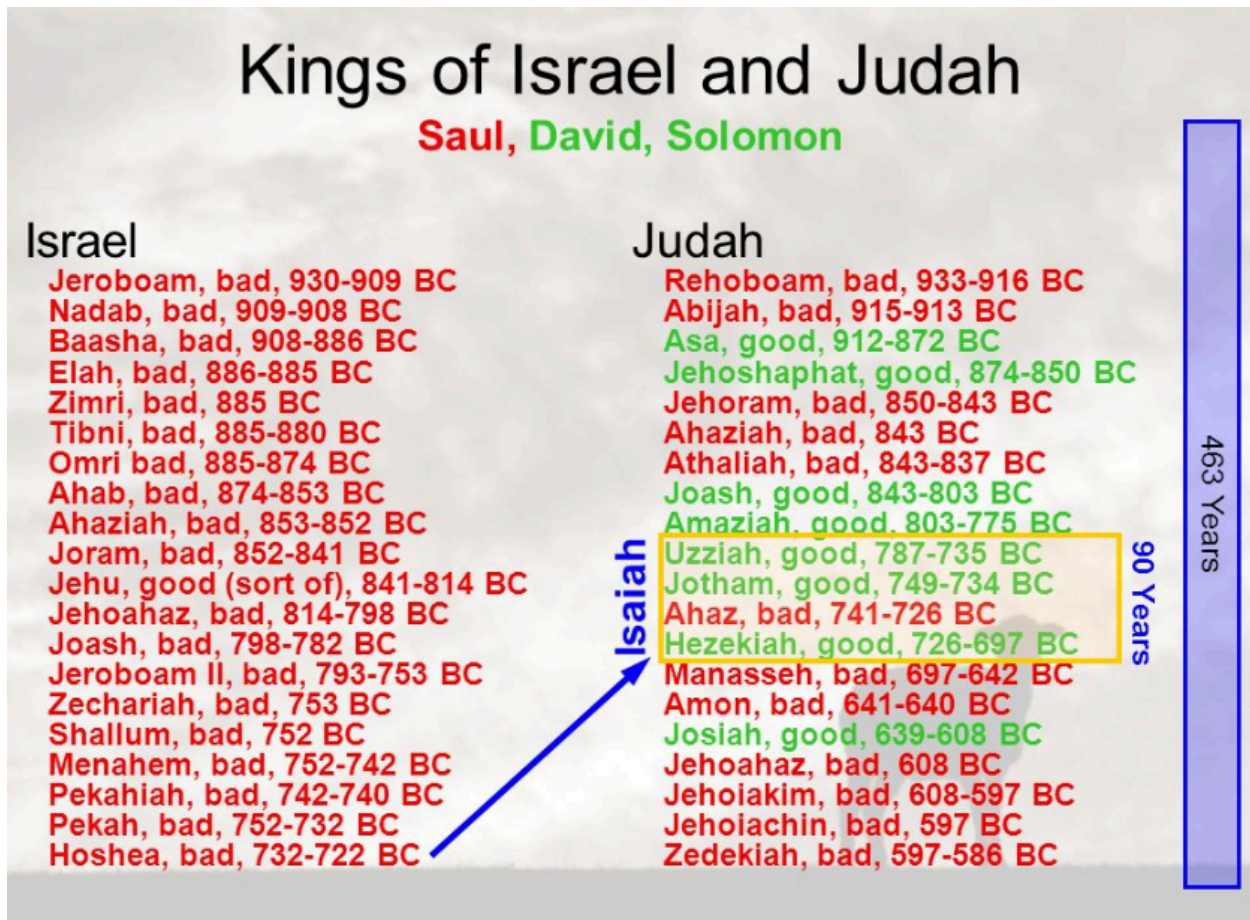 Kings of Israel and Judah
Saul, David, Solomon
Israel
Jeroboam, bad, 930-909 BC
Nadab, bad, 909-908 BC
Baasha, bad, 908-886 BC
Elah, bad, 886-885 BC
Zimri, bad, 885 BC
Tibni, bad, 885-880 BC
Omri bad, 885-874 BC
Ahab, bad, 874-853 BC
Ahaziah, bad, 853-852 BC
Joram, bad, 852-841 BC
Jehu, good (sort of), 841-814 BC
Jehoahaz, bad, 814-798 BC
Joash, bad, 798-782 BC
Jeroboam II, bad, 793-753 BC
Zechariah, bad, 753 BC
Shallum, bad, 752 BC
Menahem, bad, 752-742 BC
Pekahiah, bad, 742-740 BC
Pekah, bad, 752-732 BC
Hoshea, bad, 732-722 BC
Judah
Rehoboam, bad, 933-916 BC
Abijah, bad, 915-913 BC
Asa, good, 912-872 BC
Jehoshaphat, good, 874-850 BC
Jehoram, bad, 850-843 BC
Ahaziah, bad, 843 BC
Athaliah, bad, 843-837 BC
Joash, good, 843-803 BC
Amaziah, good, 803-775 BC
Uzziah, good, 787-735 BC
Jotham, good, 749-734 BC
Ahaz, bad, 741-726 BC
Hezekiah, good, 726-697 BC
Manasseh, bad, 697-642 BC
Amon, bad, 641-640 BC
Josiah, good, 639-608 BC
Jehoahaz, bad, 608 BC
Jehoiakim, bad, 608-597 BC
Jehoiachin, bad, 597 BC
Zedekiah, bad, 597-586 BC
Isaiah
90 Years
463 Years